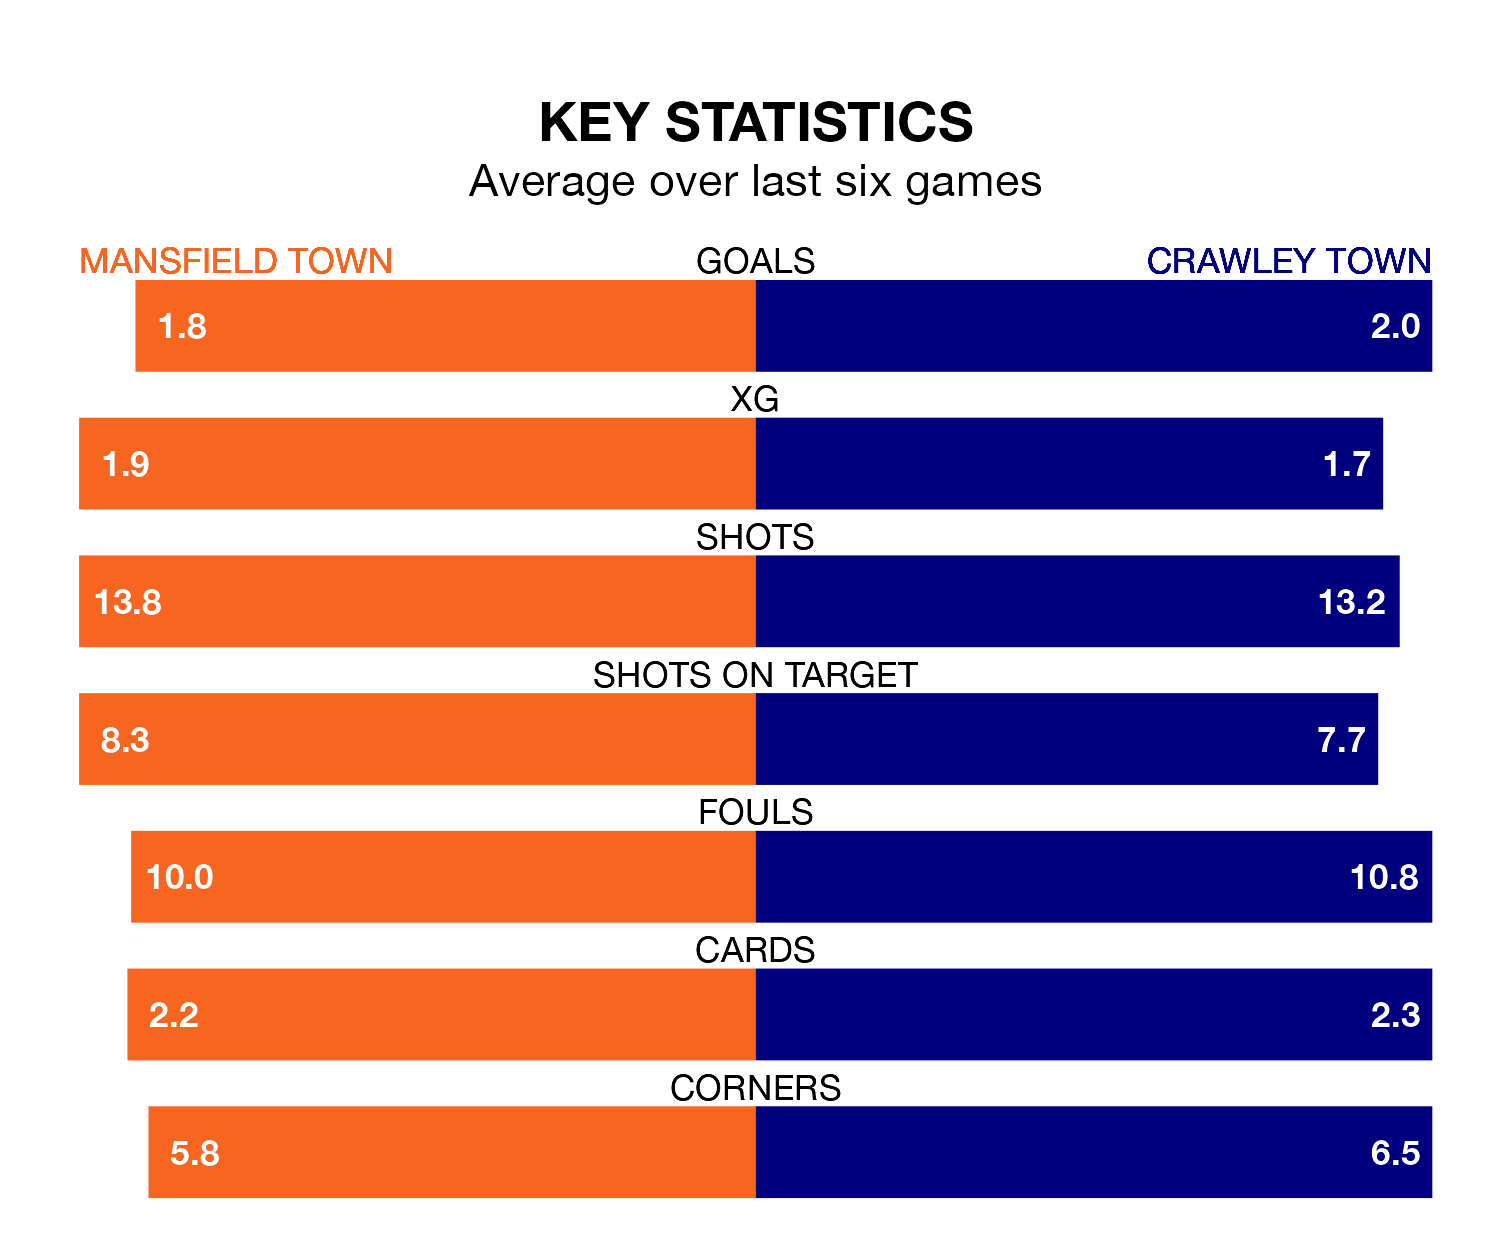 KEY STATISTICS
Average over last six games
MANSFIELD TOWN GOALS CRAWLEY TOWN
1.8 2.0
XG
1.9 1.7
SHOTS
13.8 13.2
SHOTS ON TARGET
8.3 7.7
FOULS
10.0 10.8
CARDS
2.2 2.3
CORNERS
5.8 6.5